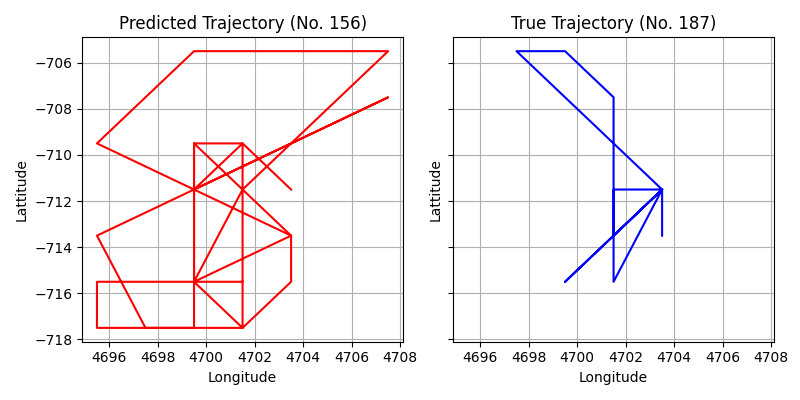 Predicted Trajectory (No. 156)
True Trajectory (No. 187)
−706
−708
−710
−712
−714
−716
−718
Lattitude
Lattitude
4696 4698 4700 4702 4704 4706 4708
4696 4698 4700 4702 4704 4706 4708
Longitude
Longitude